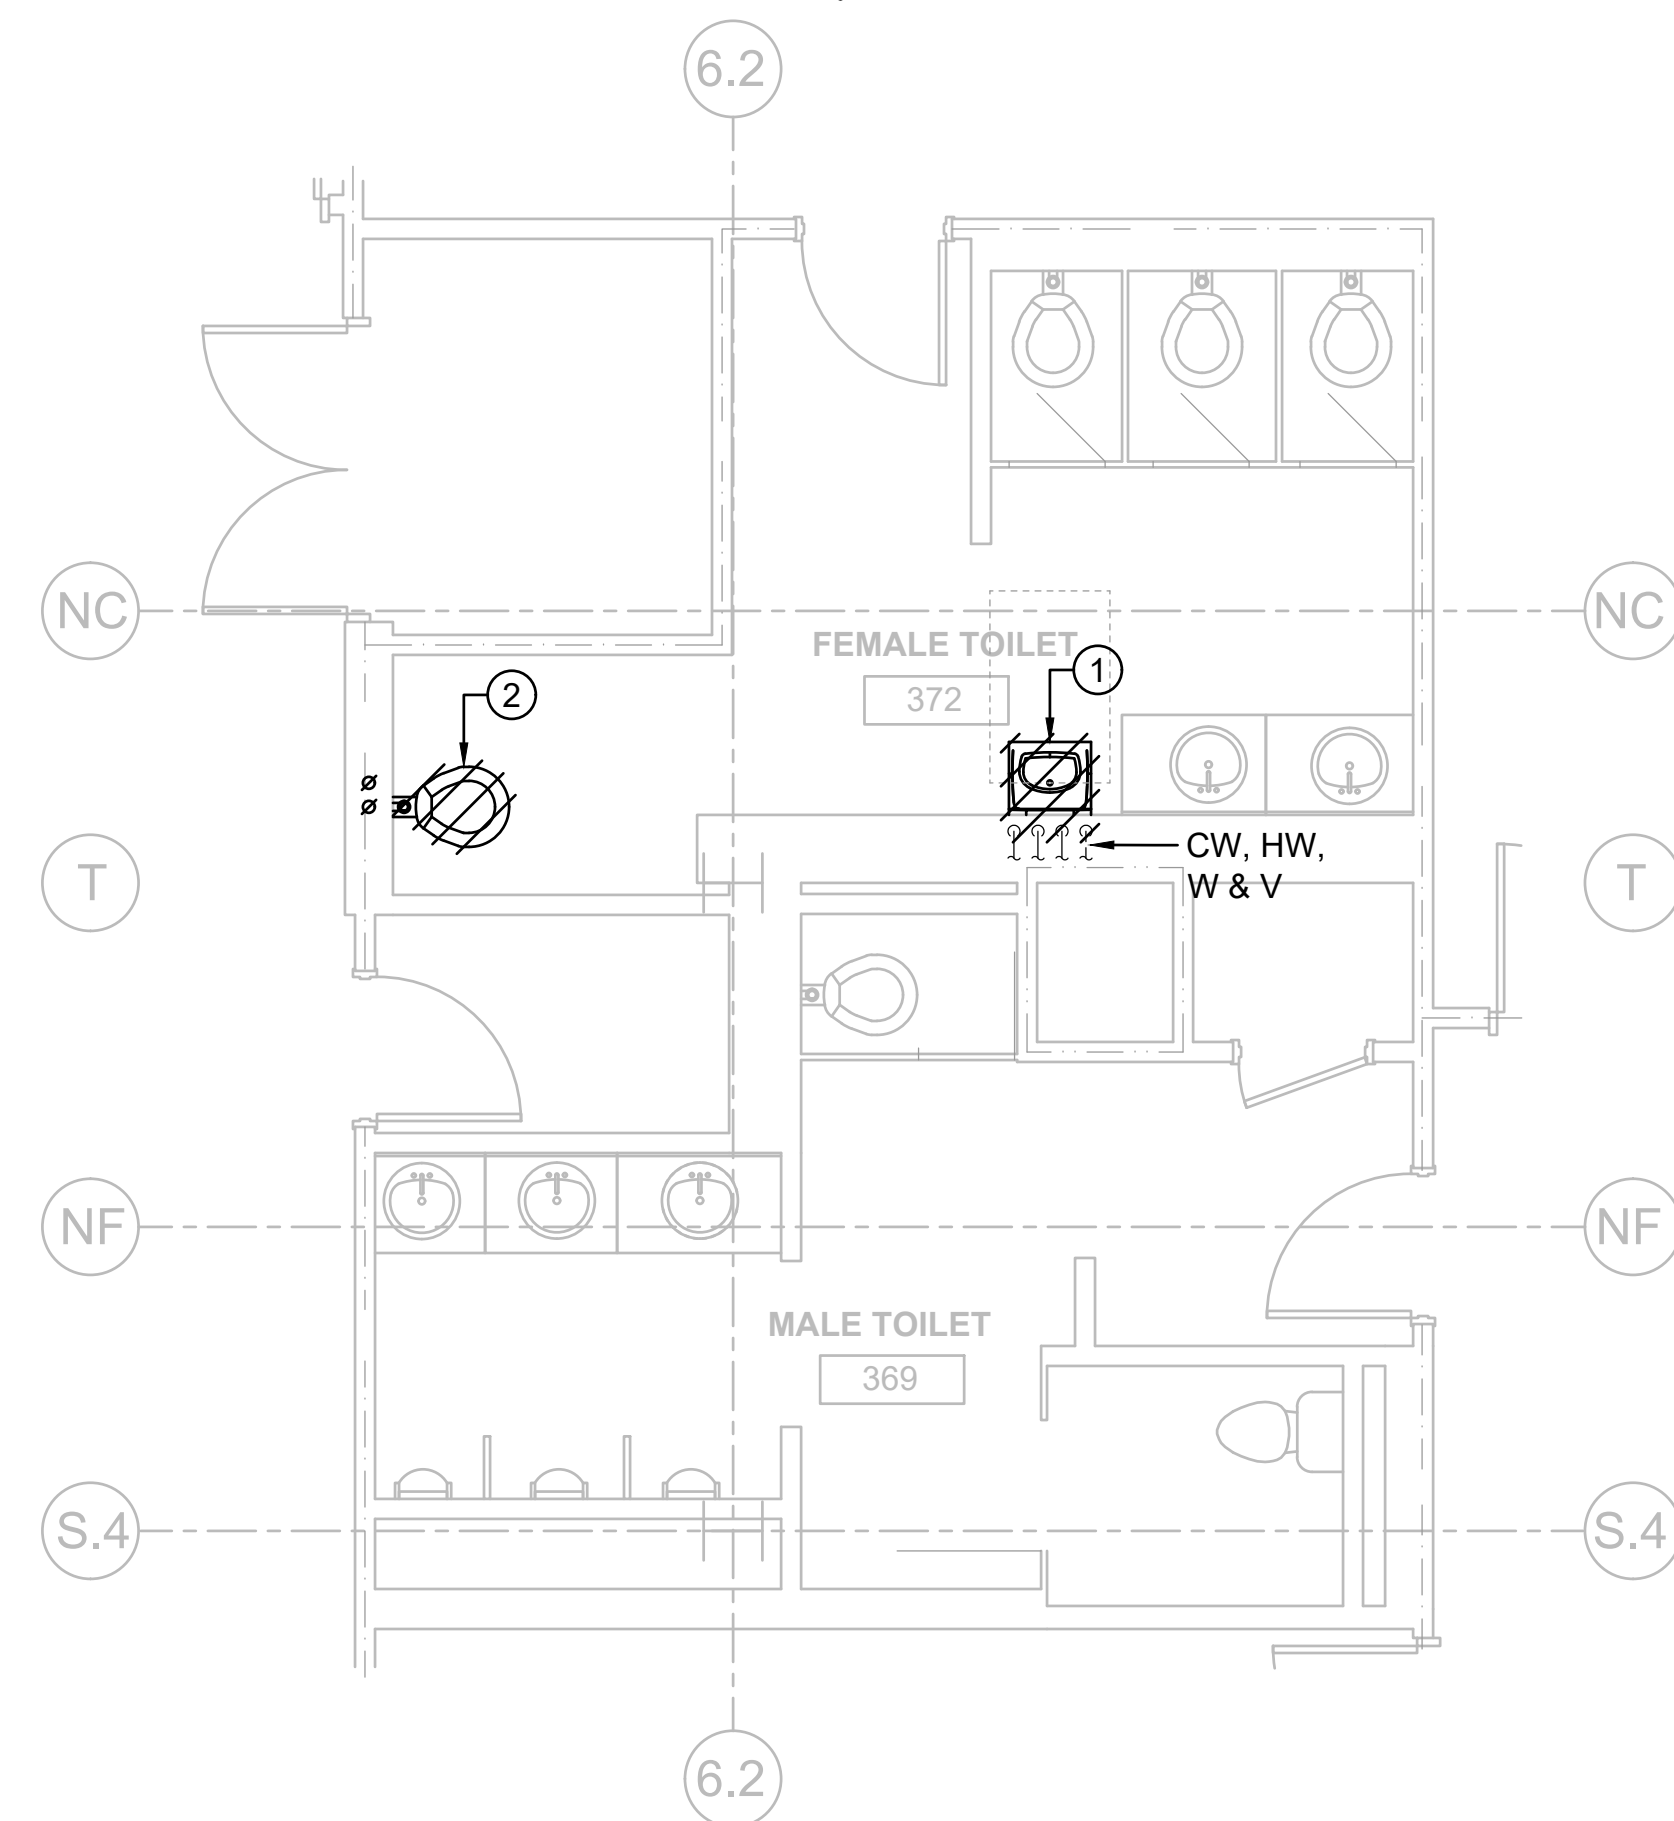 6.2
NC
NC
FEMALE TOILET
1
2
372
CW, HW,
T
W & V
T
NF
NF
MALE TOILET
369
S.4
S.4
6.2